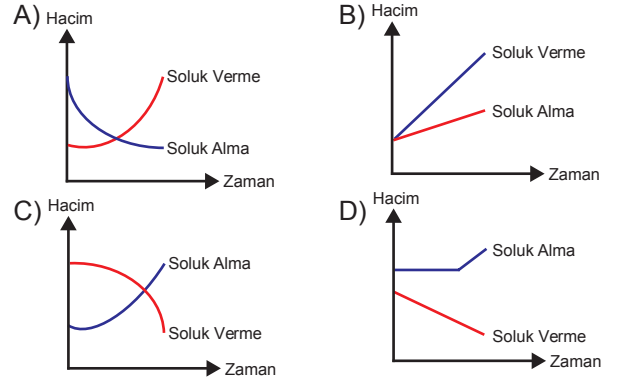 A) Hacim
Soluk Verme
Soluk Alma
Zaman
B) Hacim
Soluk Verme
Soluk Alma
Zaman
C) Hacim
Soluk Alma
Soluk Verme
Zaman
D) Hacim
Soluk Alma
Soluk Verme
Zaman